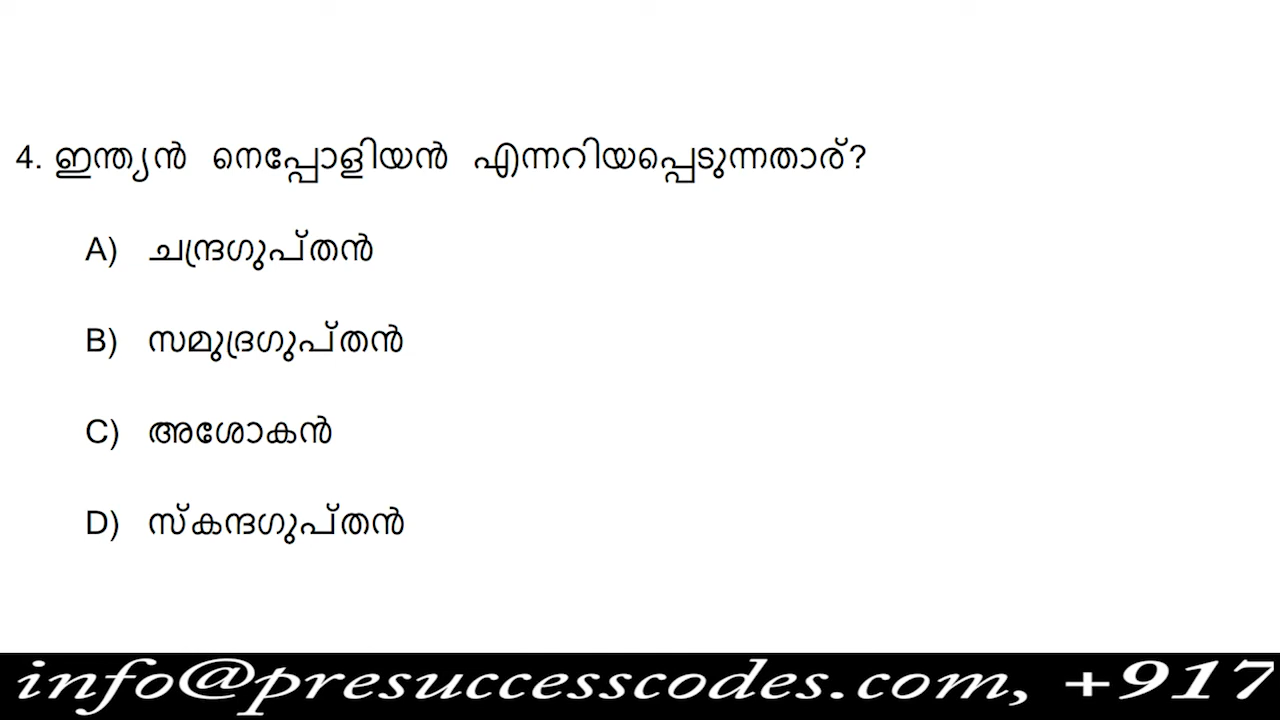 4. ഇന്ത്യൻ നെപ്പോളിയൻ എന്നറിയപ്പെടുന്നതാര്?
A) ചന്ദ്രഗുപ്തൻ
B) സമുദ്രഗുപ്തൻ
C) അശോകൻ
D) സ്കന്ദഗുപ്തൻ
info@presuccesscodes.com, +917